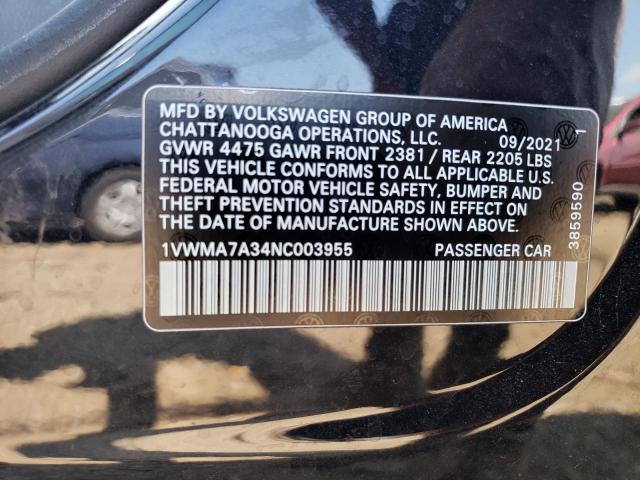 MFD BY VOLKSWAGEN GROUP OF AMERICA
CHATTANOOGA OPERATIONS, LLC. 09/2021
GVWR 4475 GAWR FRONT 2381 / REAR 2205 LBS
THIS VEHICLE CONFORMS TO ALL APPLICABLE U.S.
FEDERAL MOTOR VEHICLE SAFETY, BUMPER AND
THEFT PREVENTION STANDARDS IN EFFECT ON
THE DATE OF MANUFACTURE SHOWN ABOVE.
1VWMA7A34NC003955 PASSENGER CAR
3859590
1